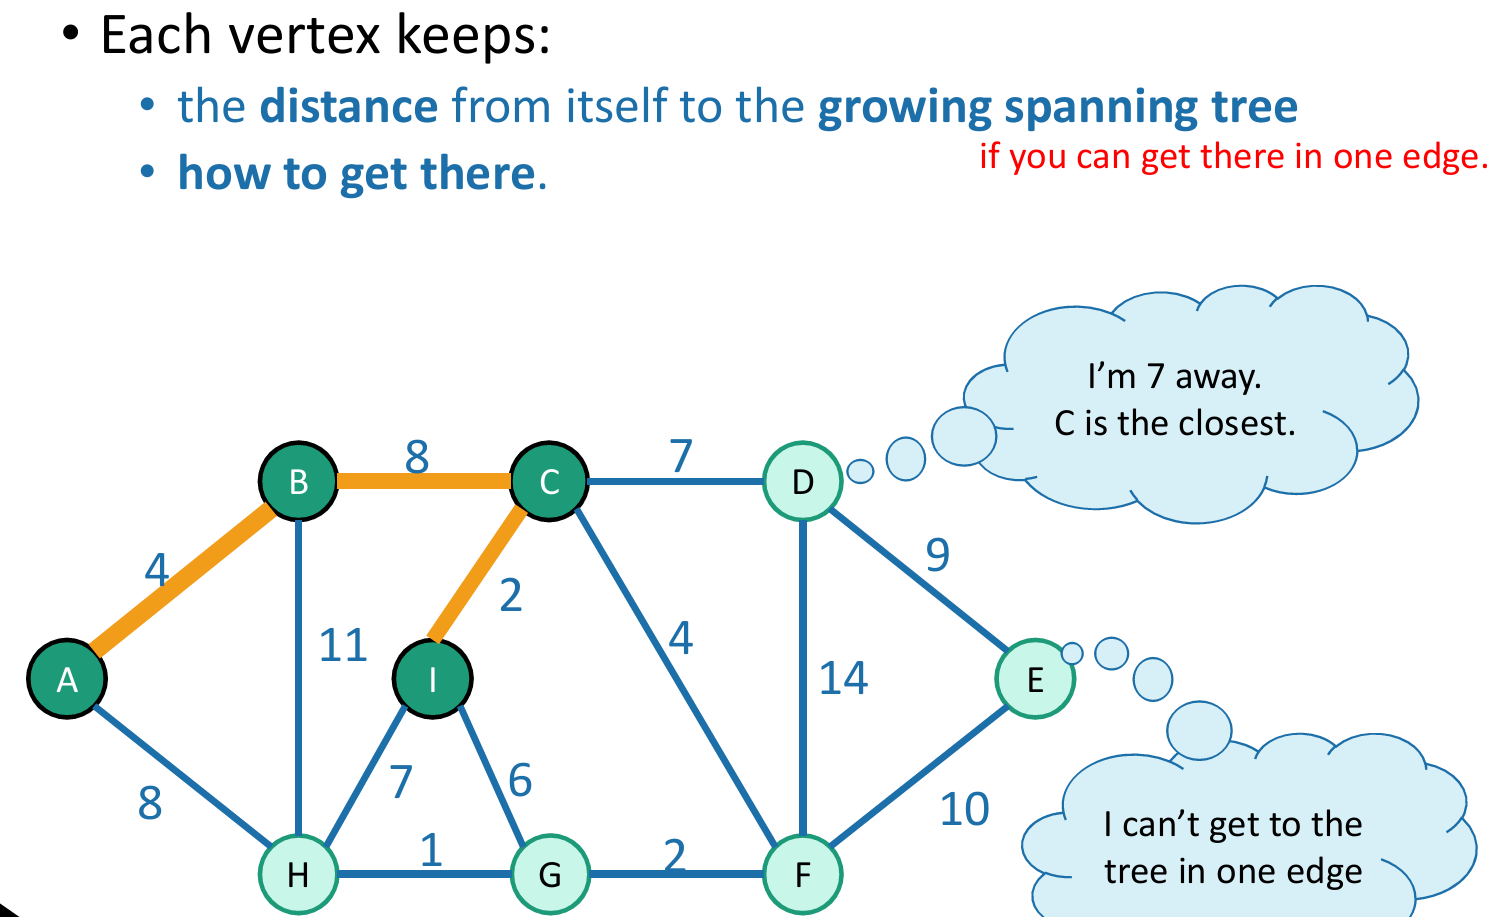 • Each vertex keeps:
• the distance from itself to the growing spanning tree
if you can get there in one edge.
• how to get there.
I’m 7 away.
C is the closest.
8
7
B
C
D
4
9
2
11
4
14
A
I
E
7
6
8
10
I can’t get to the
tree in one edge
1
2
H
G
F